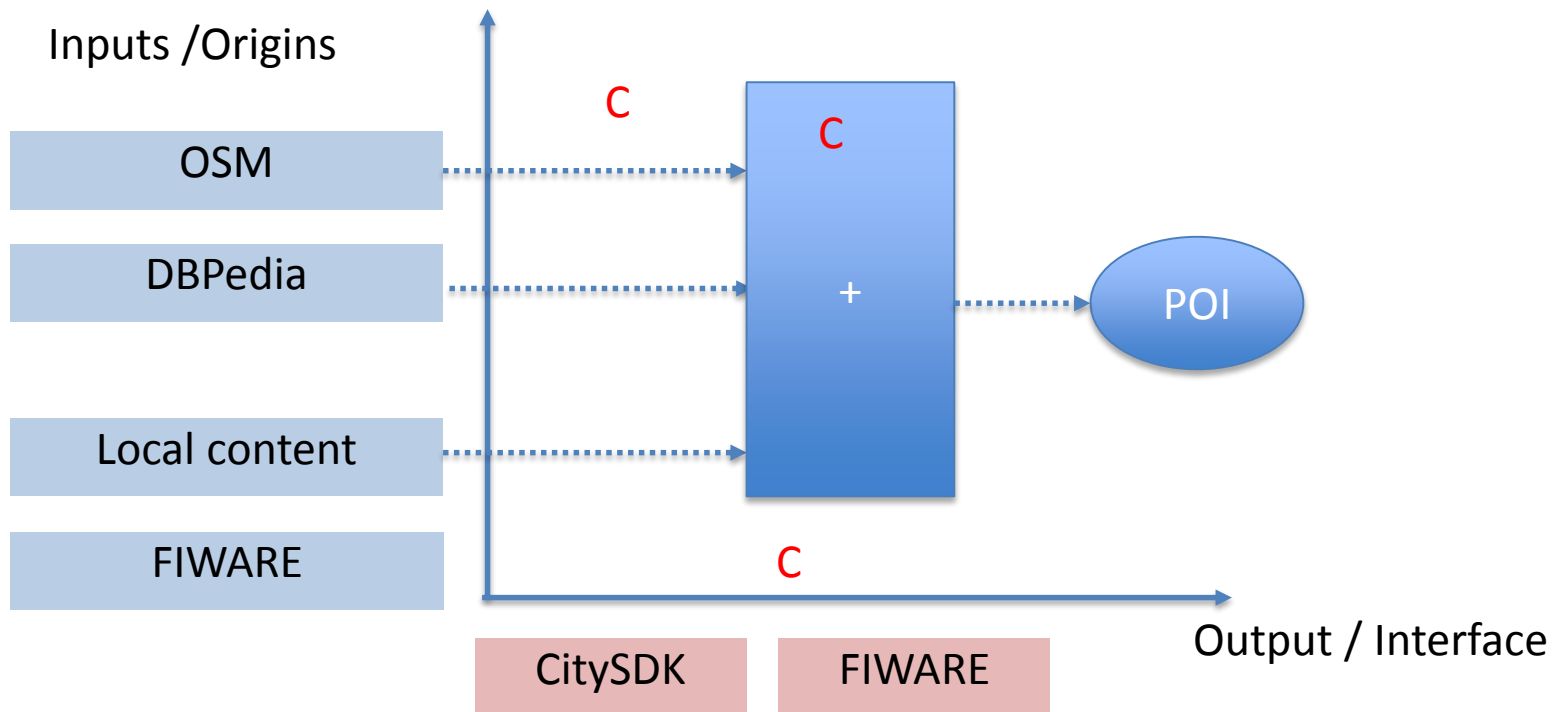 Inputs /Origins
C
C
OSM
DBPedia
+
POI
Local content
FIWARE
C
Output / Interface
CitySDK
FIWARE